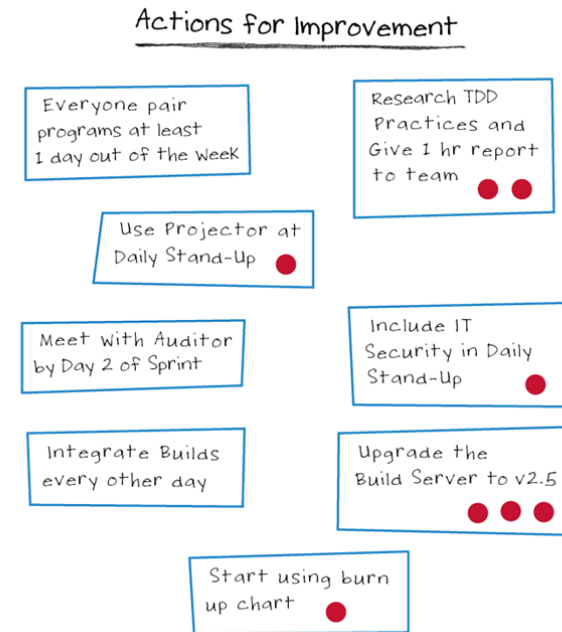 Actions for Improvement
Everyone pair
programs at least
1 day out of the week
Research TDD
Practices and
Give 1 hr report
to team
Use Projector at
Daily Stand-Up
Meet with Auditor
by Day 2 of Sprint
Include IT
Security in Daily
Stand-Up
Integrate Builds
every other day
Upgrade the
Build Server to v2.5
Start using burn
up chart